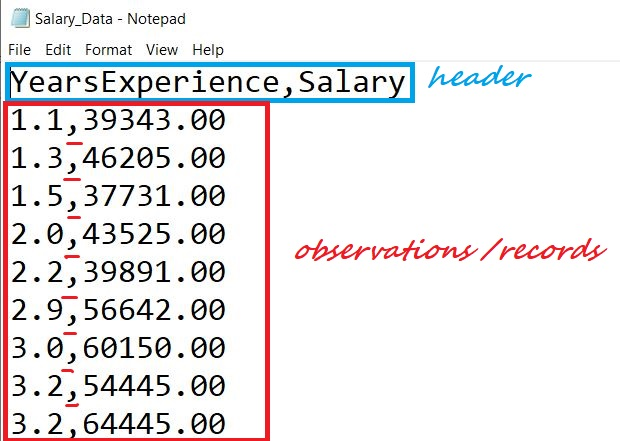 Salary_Data - Notepad
File Edit Format View Help
YearsExperience,Salary header
1.1,39343.00
1.3,46205.00
1.5,37731.00
2.0,43525.00
observations/records
2.2,39891.00
2.9,56642.00
3.0,60150.00
3.2,54445.00
3.2,64445.00